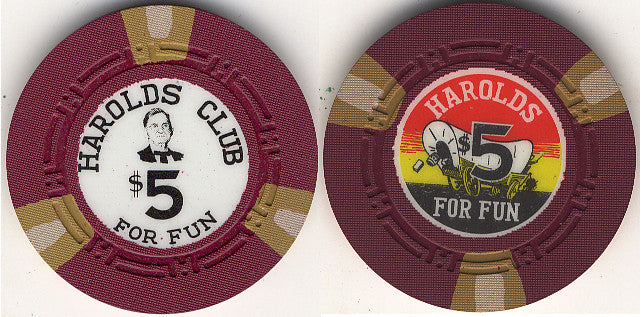 HAROLDS CLUB
$5
FOR FUN
HAROLDS
$5
FOR FUN